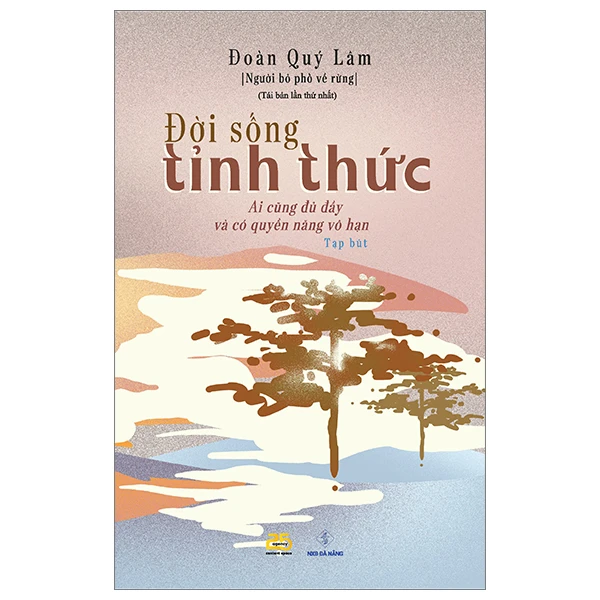 Đoàn Quý Lâm
|Người bỏ phố về rừng|
(Tái bản lần thứ nhất)
Đời sống
tỉnh thức
Ai cũng đủ đầy
và có quyền năng vô hạn
Tạp bút
agency
NXB ĐÀ NẴNG